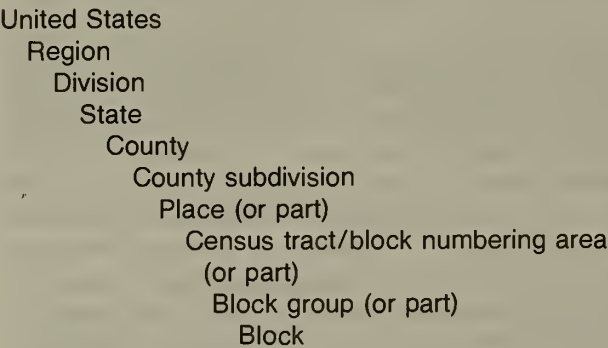 United States
Region
Division
State
County
County subdivision
Place (or part)
Census tract/block numbering area
(or part)
Block group (or part)
Block